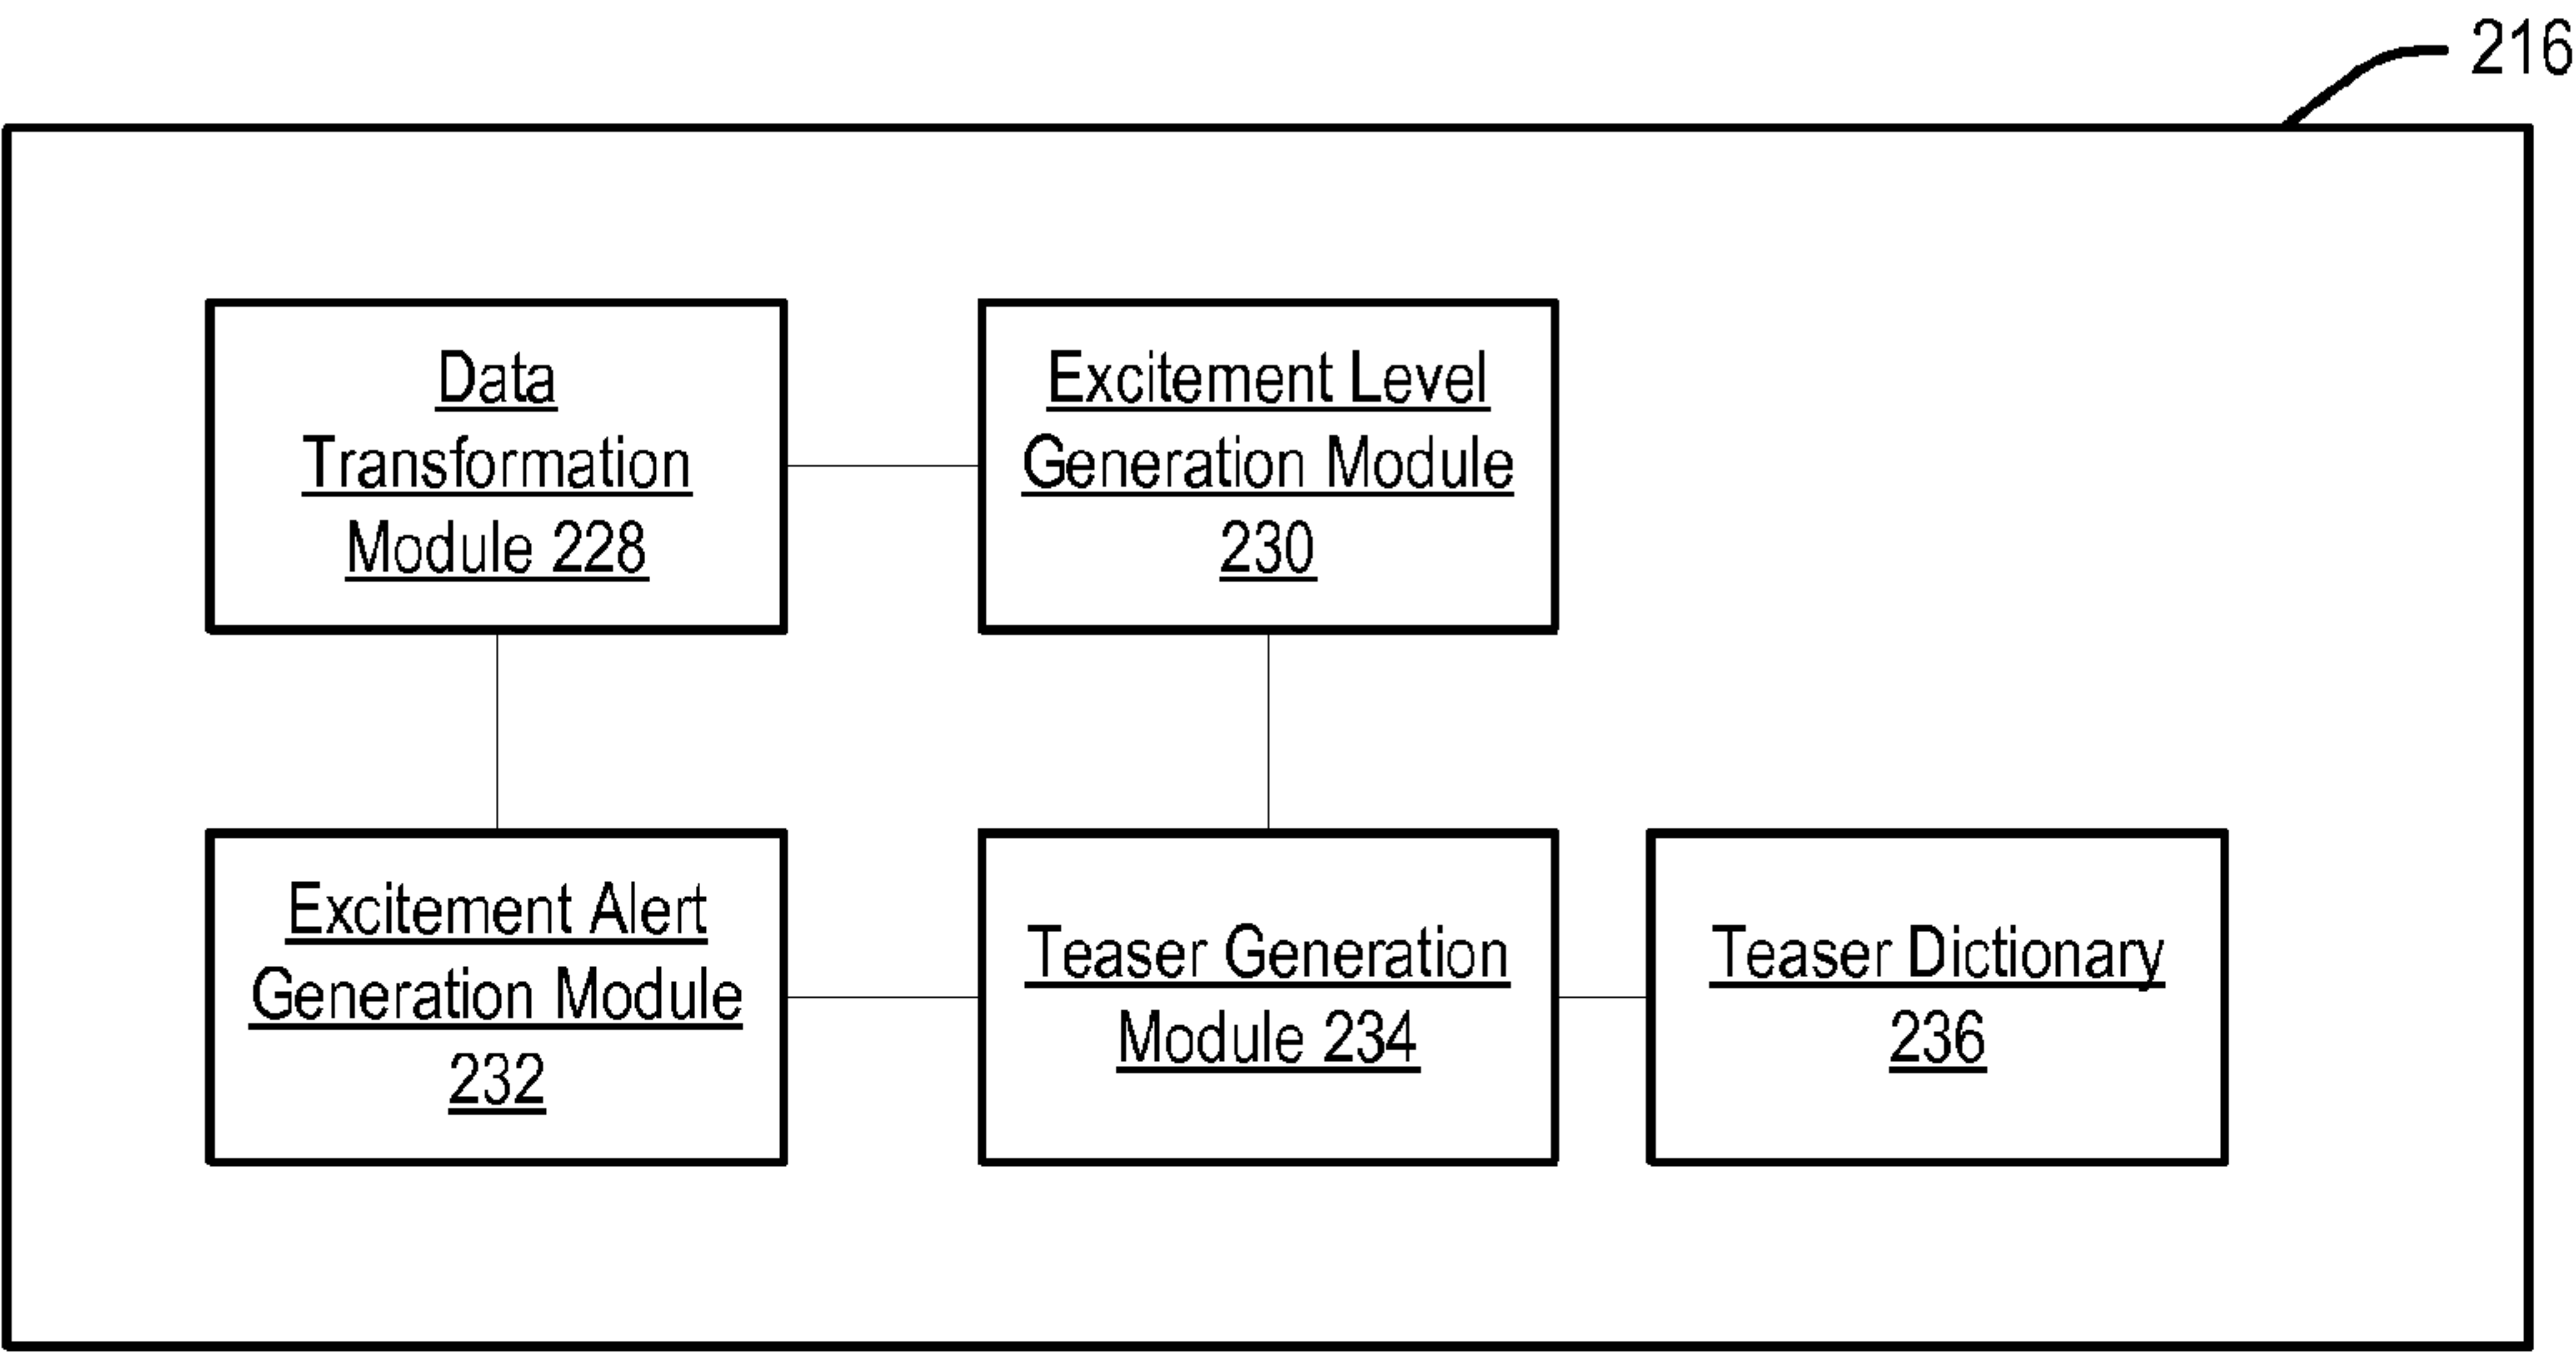 216
Data
Transformation
Module 228
Excitement Level
Generation Module
230
Excitement Alert
Generation Module
232
Teaser Generation
Module 234
Teaser Dictionary
236